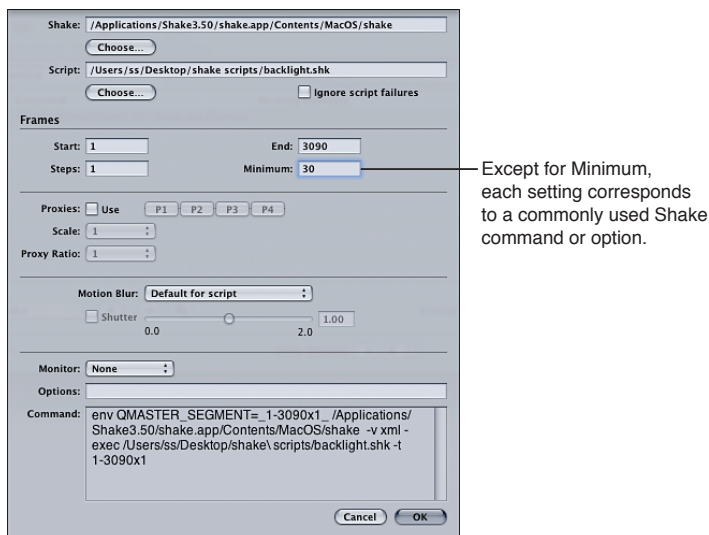 Shake: /Applications/Shake3.50/shake.app/Contents/MacOS/shake
Choose...
Script: /Users/ss/Desktop/shake scripts/backlight.shk
Choose... Ignore script failures
Frames
Start: 1 End: 3090
Steps: 1 Minimum: 30
Except for Minimum,
each setting corresponds
to a commonly used Shake
command or option.
Proxies: Use P1 P2 P3 P4
Scale: 1
Proxy Ratio: 1
Motion Blur: Default for script
Shutter 1.00
0.0 2.0
Monitor: None
Options:
Command: env QMASTER_SEGMENT=_1-3090x1_ /Applications/
Shake3.50/shake.app/Contents/MacOS/shake -v xml -
exec /Users/ss/Desktop/shake\ scripts/backlight.shk -t
1-3090x1
Cancel OK